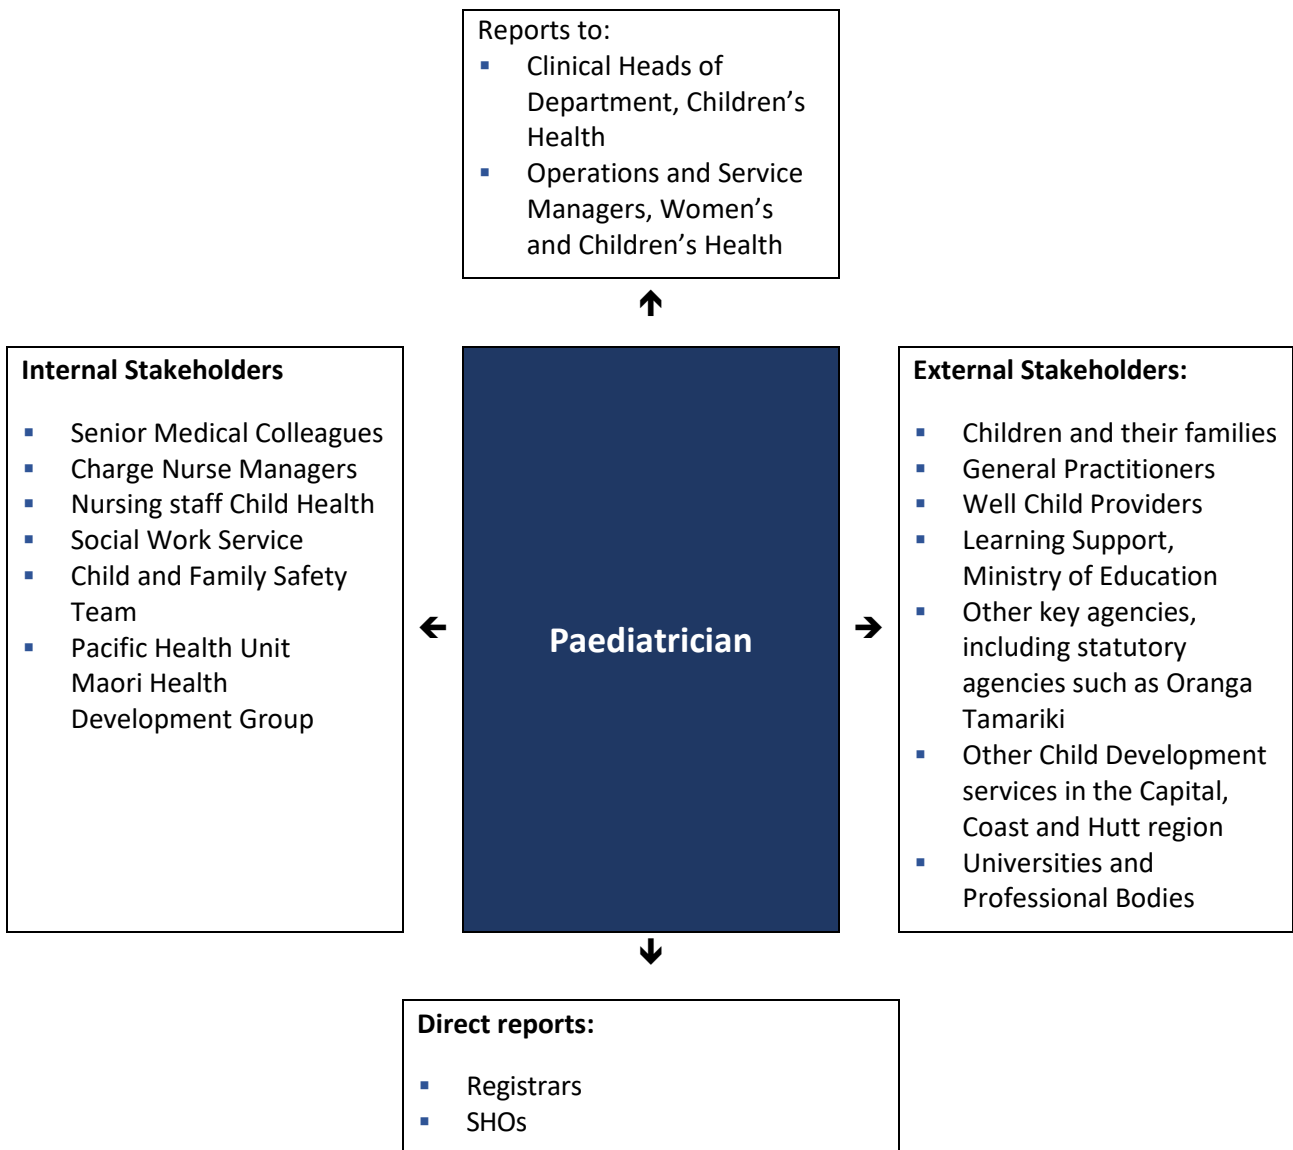 Reports to:
▪ Clinical Heads of
Department, Children’s
Health
▪ Operations and Service
Managers, Women’s
and Children’s Health
🡩
Internal Stakeholders
▪ Senior Medical Colleagues
▪ Charge Nurse Managers
▪ Nursing staff Child Health
▪ Social Work Service
▪ Child and Family Safety
Team
▪ Pacific Health Unit
Maori Health
Development Group
🡨
Paediatrician
🡪
External Stakeholders:
▪ Children and their families
▪ General Practitioners
▪ Well Child Providers
▪ Learning Support,
Ministry of Education
▪ Other key agencies,
including statutory
agencies such as Oranga
Tamariki
▪ Other Child Development
services in the Capital,
Coast and Hutt region
▪ Universities and
Professional Bodies
🡫
Direct reports:
▪ Registrars
▪ SHOs